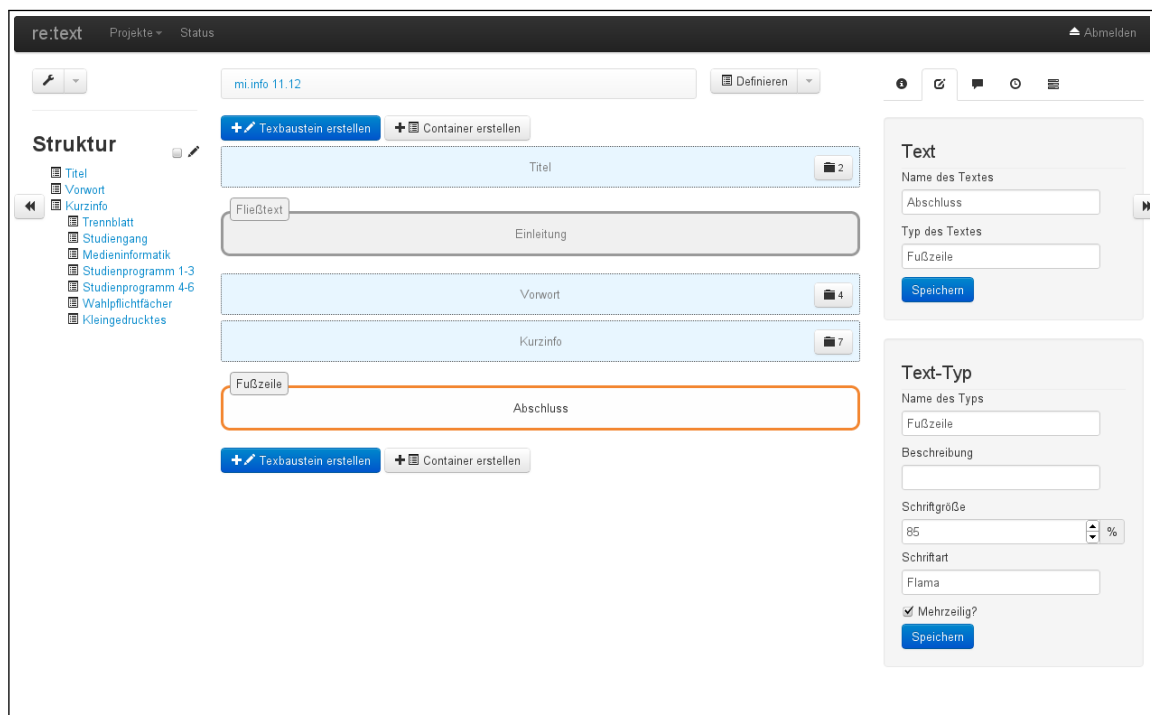 re:text Projekte Status Abmelden
mi.info 11.12 Definieren
Texbaustein erstellen Container erstellen
Struktur
Titel
Vorwort
Kurzinfo
Trennblatt
Studiengang
Medieninformatik
Studienprogramm 1-3
Studienprogramm 4-6
Wahlpflichtfächer
Kleingedrucktes
Titel 2
Fließtext
Einleitung
Vorwort 4
Kurzinfo 7
Fußzeile
Abschluss
Texbaustein erstellen Container erstellen
Text
Name des Textes
Abschluss
Typ des Textes
Fußzeile
Speichern
Text-Typ
Name des Typs
Fußzeile
Beschreibung
Schriftgröße
85 %
Schriftart
Flama
Mehrzeilig?
Speichern